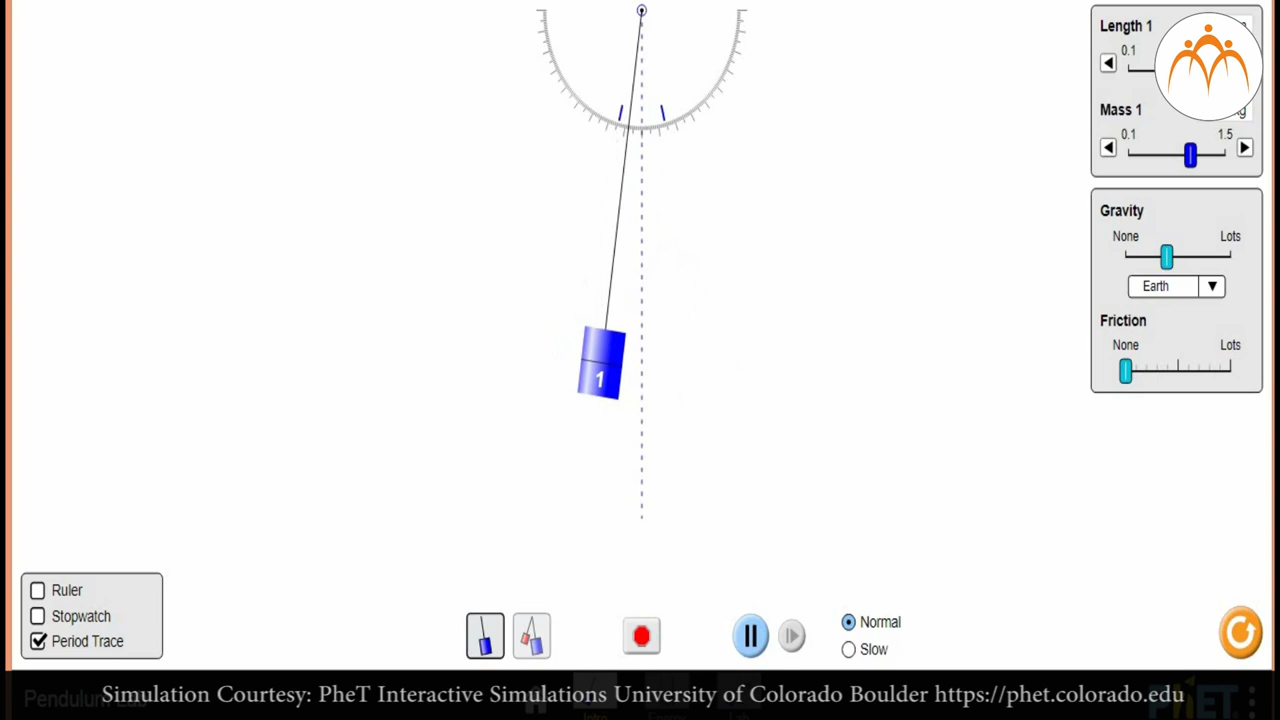 Length 1
0.1
Mass 1
0.1 1.5
Gravity
None Lots
Earth
Friction
None Lots
1
Ruler
Stopwatch
Period Trace
Normal
Slow
Simulation Courtesy: PheT Interactive Simulations University of Colorado Boulder https://phet.colorado.edu